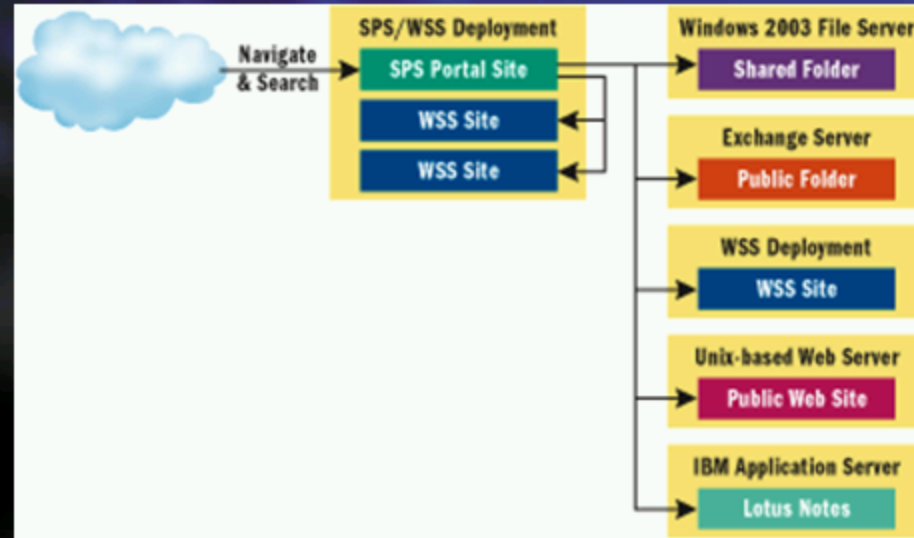 Navigate
& Search
SPS/WSS Deployment
SPS Portal Site
WSS Site
WSS Site
Windows 2003 File Server
Shared Folder
Exchange Server
Public Folder
WSS Deployment
WSS Site
Unix-based Web Server
Public Web Site
IBM Application Server
Lotus Notes